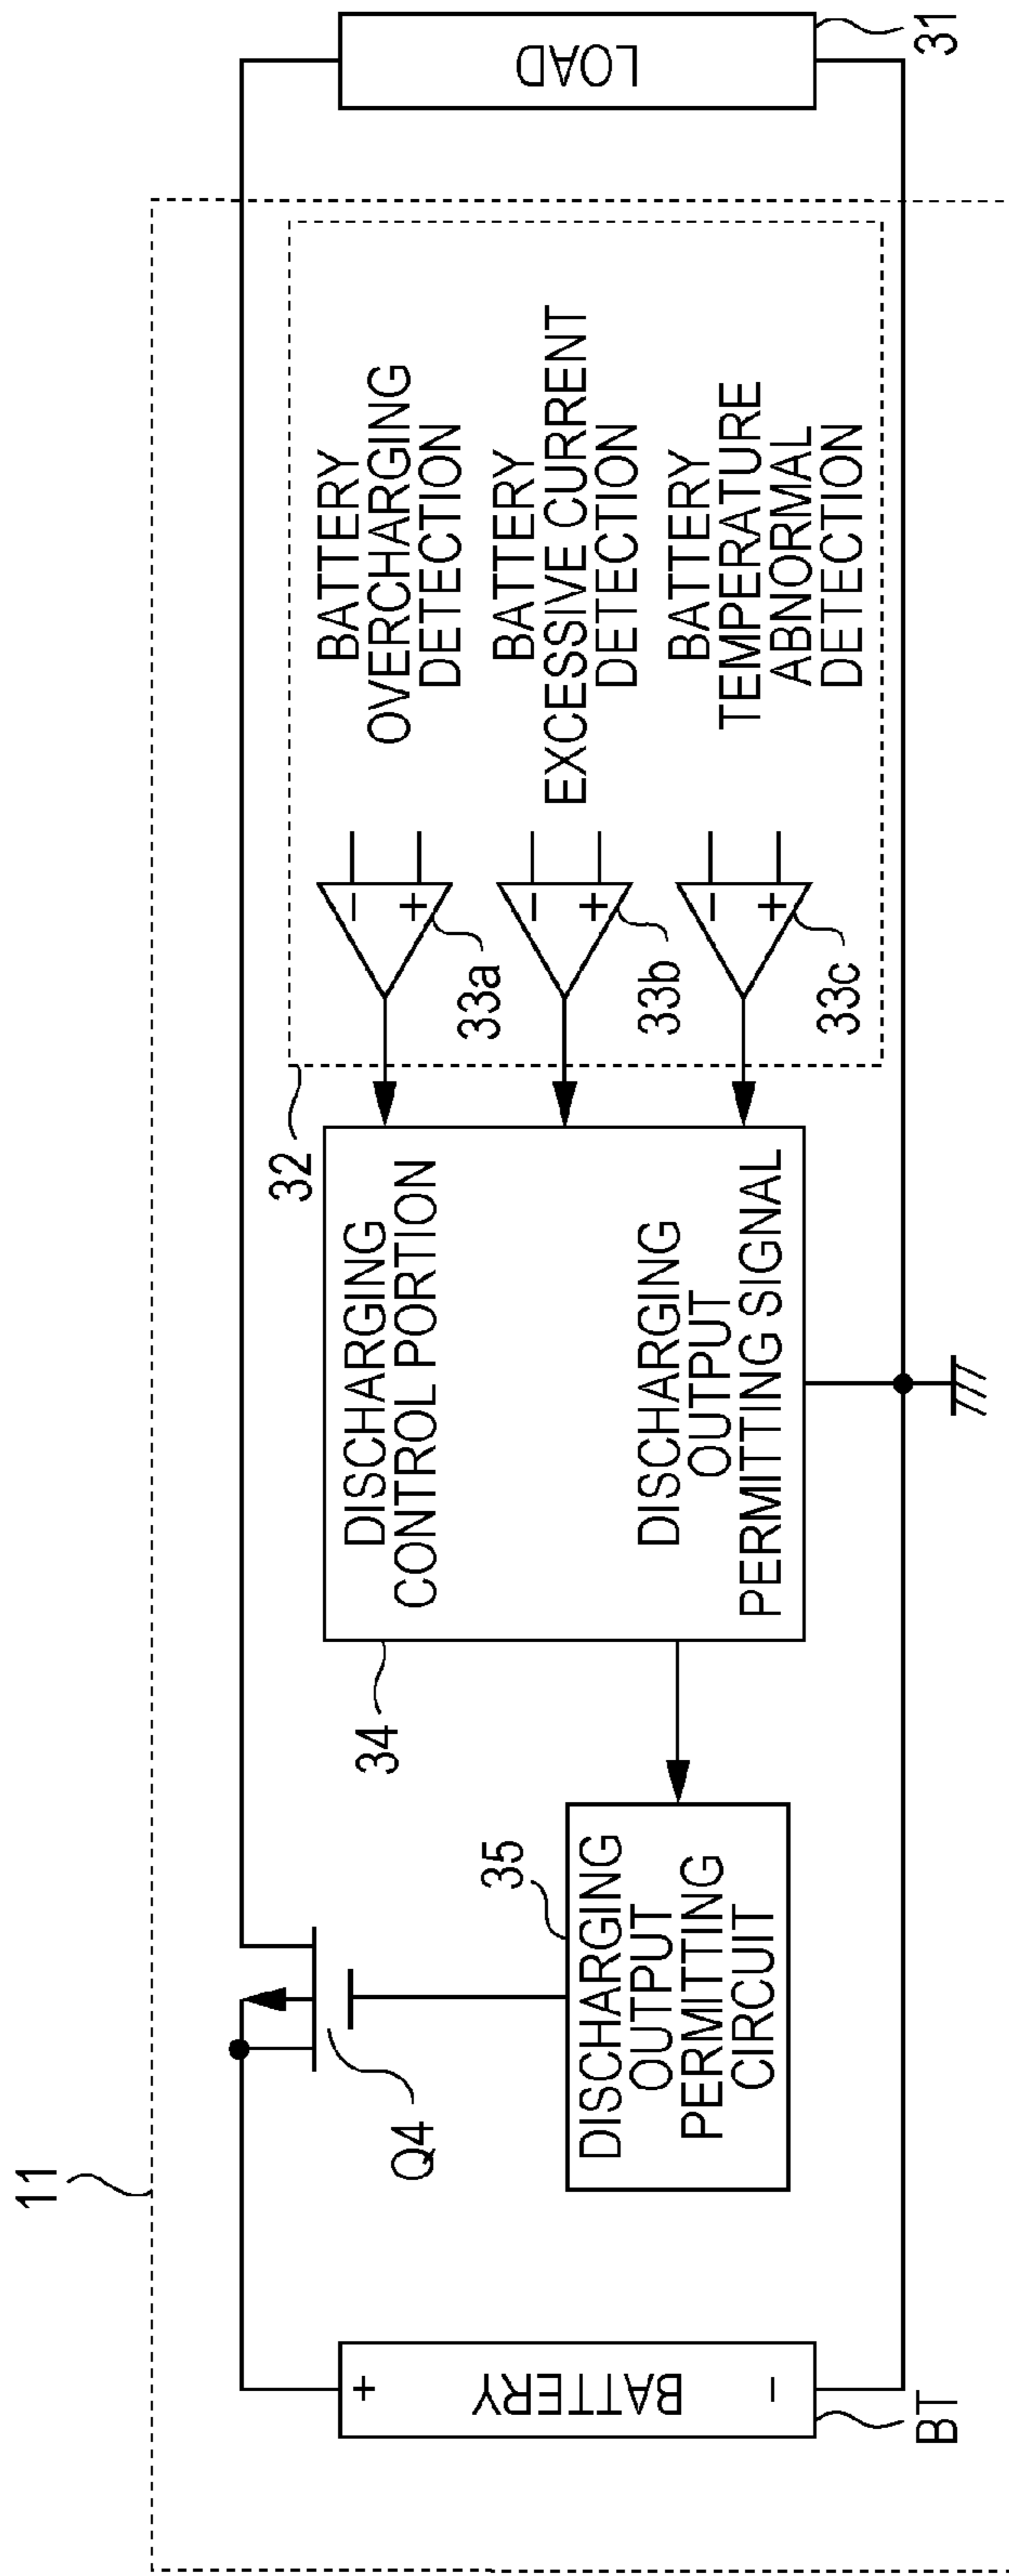 11
BT
+
BATTERY
−
Q4
35
DISCHARGING
OUTPUT
PERMITTING
CIRCUIT
34
DISCHARGING
CONTROL PORTION
DISCHARGING
OUTPUT
PERMITTING SIGNAL
32
−
+
33a
−
+
33b
−
+
33c
BATTERY
OVERCHARGING
DETECTION
BATTERY
EXCESSIVE CURRENT
DETECTION
BATTERY
TEMPERATURE
ABNORMAL
DETECTION
LOAD
31